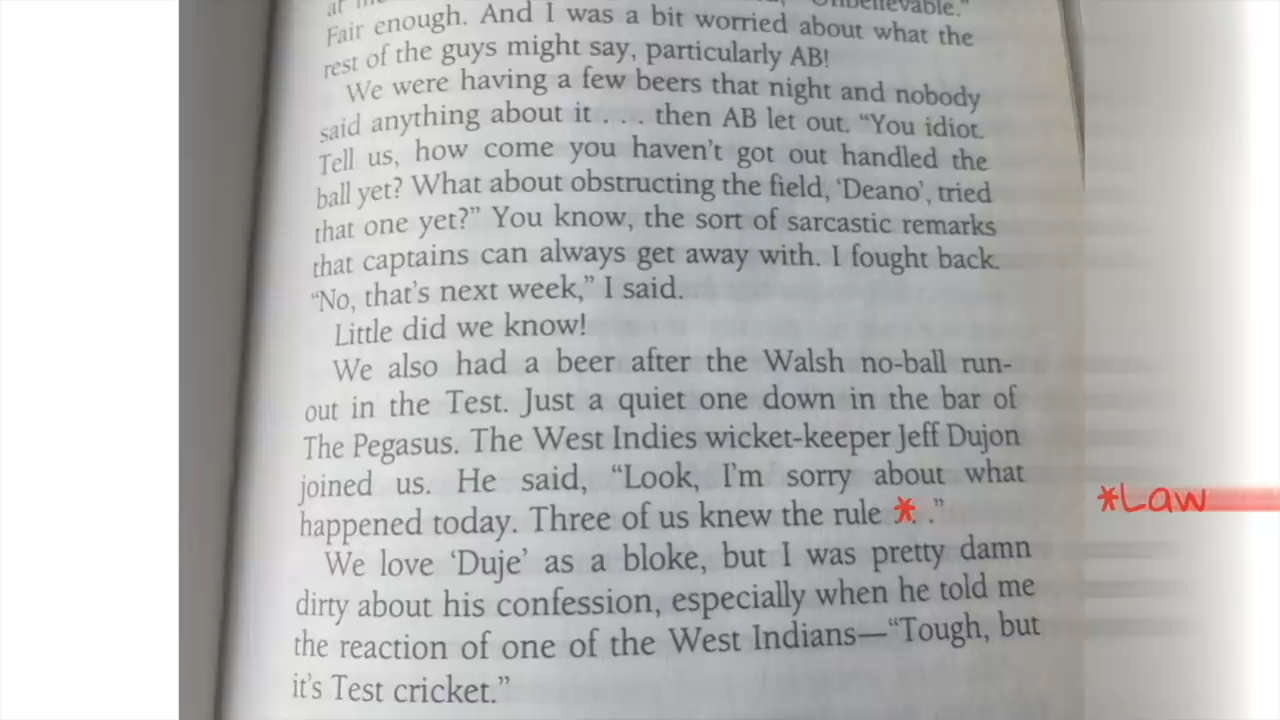 Unbelievable."
Fair enough. And I was a bit worried about what the
rest of the guys might say, particularly AB!
We were having a few beers that night and nobody
said anything about it . . . . then AB let out. “You idiot.
Tell us, how come you haven’t got out handled the
ball yet? What about obstructing the field, ‘Deano’, tried
that one yet?” You know, the sort of sarcastic remarks
that captains can always get away with. I fought back.
“No, that’s next week,” I said.
Little did we know!
We also had a beer after the Walsh no-ball run-
out in the Test. Just a quiet one down in the bar of
The Pegasus. The West Indies wicket-keeper Jeff Dujon
joined us. He said, “Look, I’m sorry about what
happened today. Three of us knew the rule * .”
*Law
We love ‘Duje’ as a bloke, but I was pretty damn
dirty about his confession, especially when he told me
the reaction of one of the West Indians—“Tough, but
it’s Test cricket.”